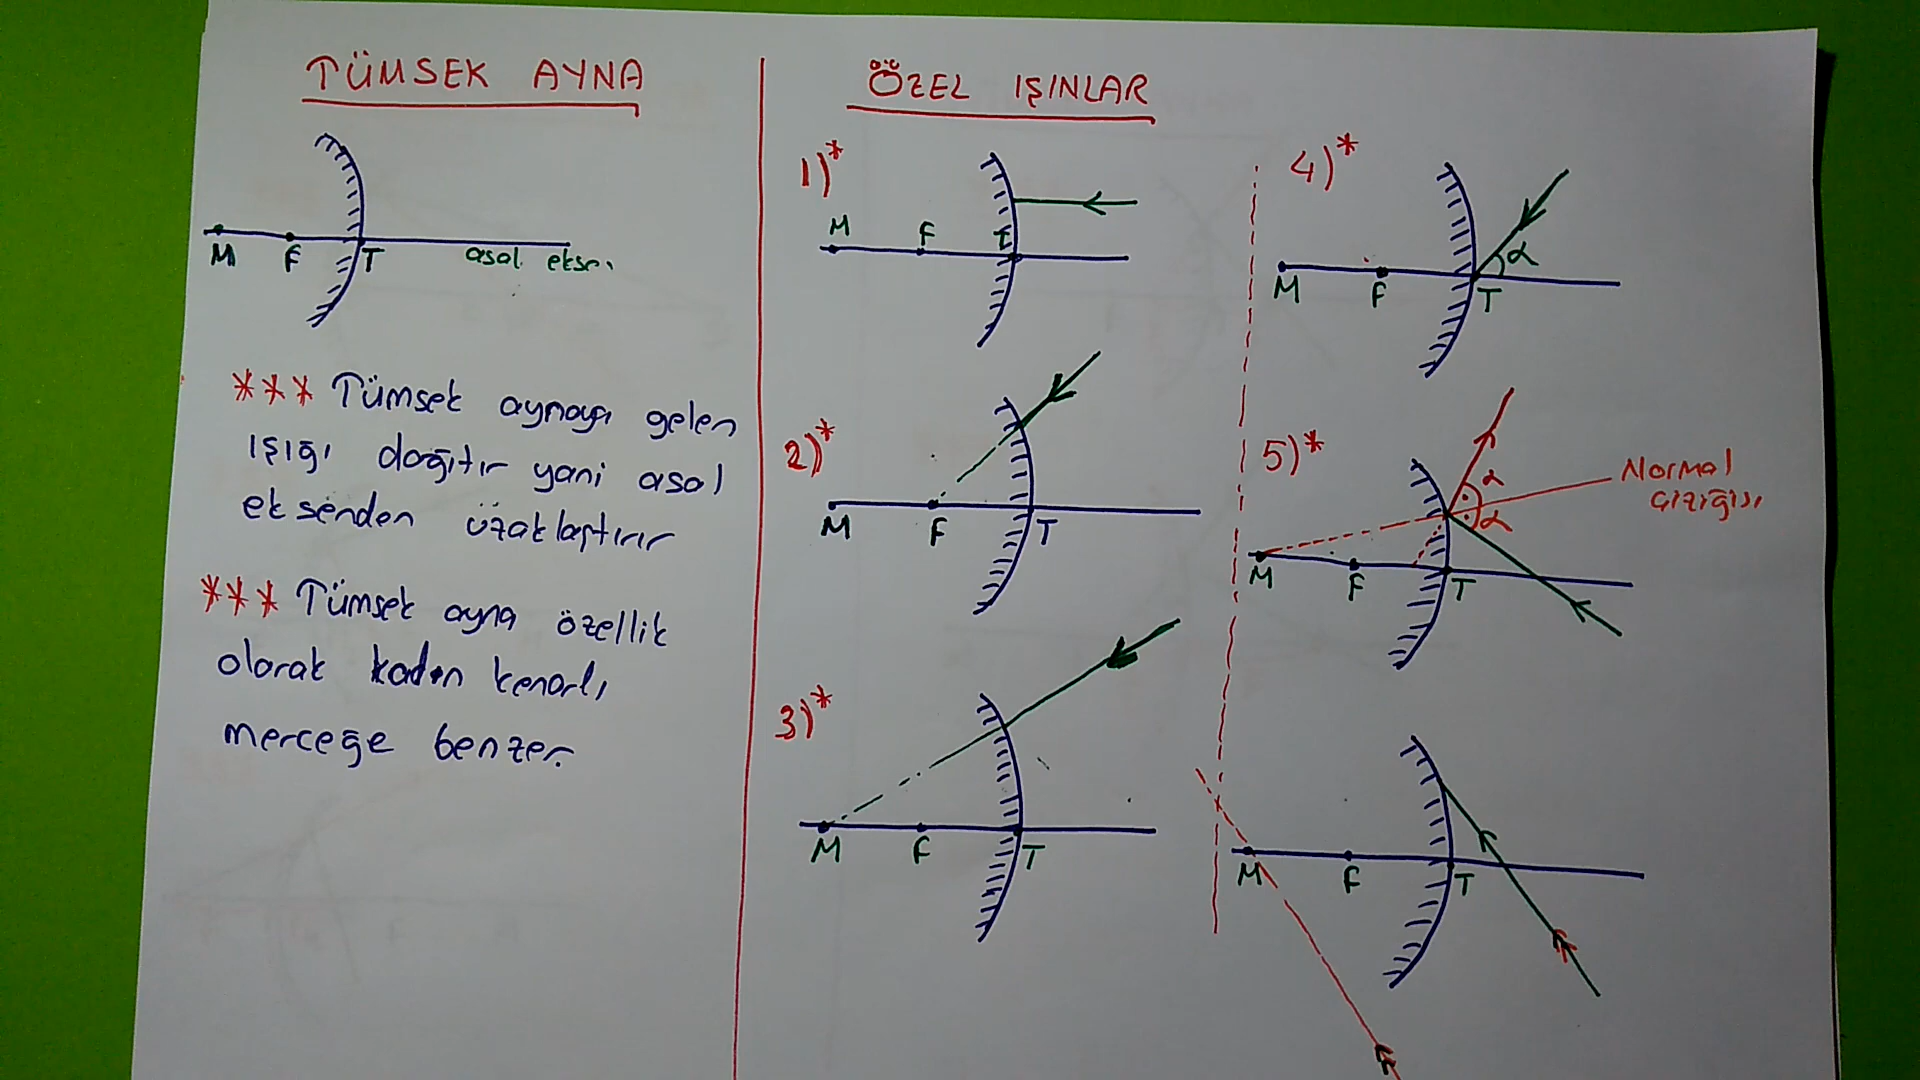 TÜMSEK AYNA
M F T asal eksen
*** Tümsek aynaya gelen
ışığı dağıtır yani asal
eksenden uzaklaştırır
*** Tümsek ayna özellik
olarak kalın kenarlı
merceğe benzer.
ÖZEL IŞINLAR
1)*
M F T
2)*
M F T
3)*
M F T
4)*
α
M F T
5)*
α
α
Normal
çizgisi
M F T
M F T